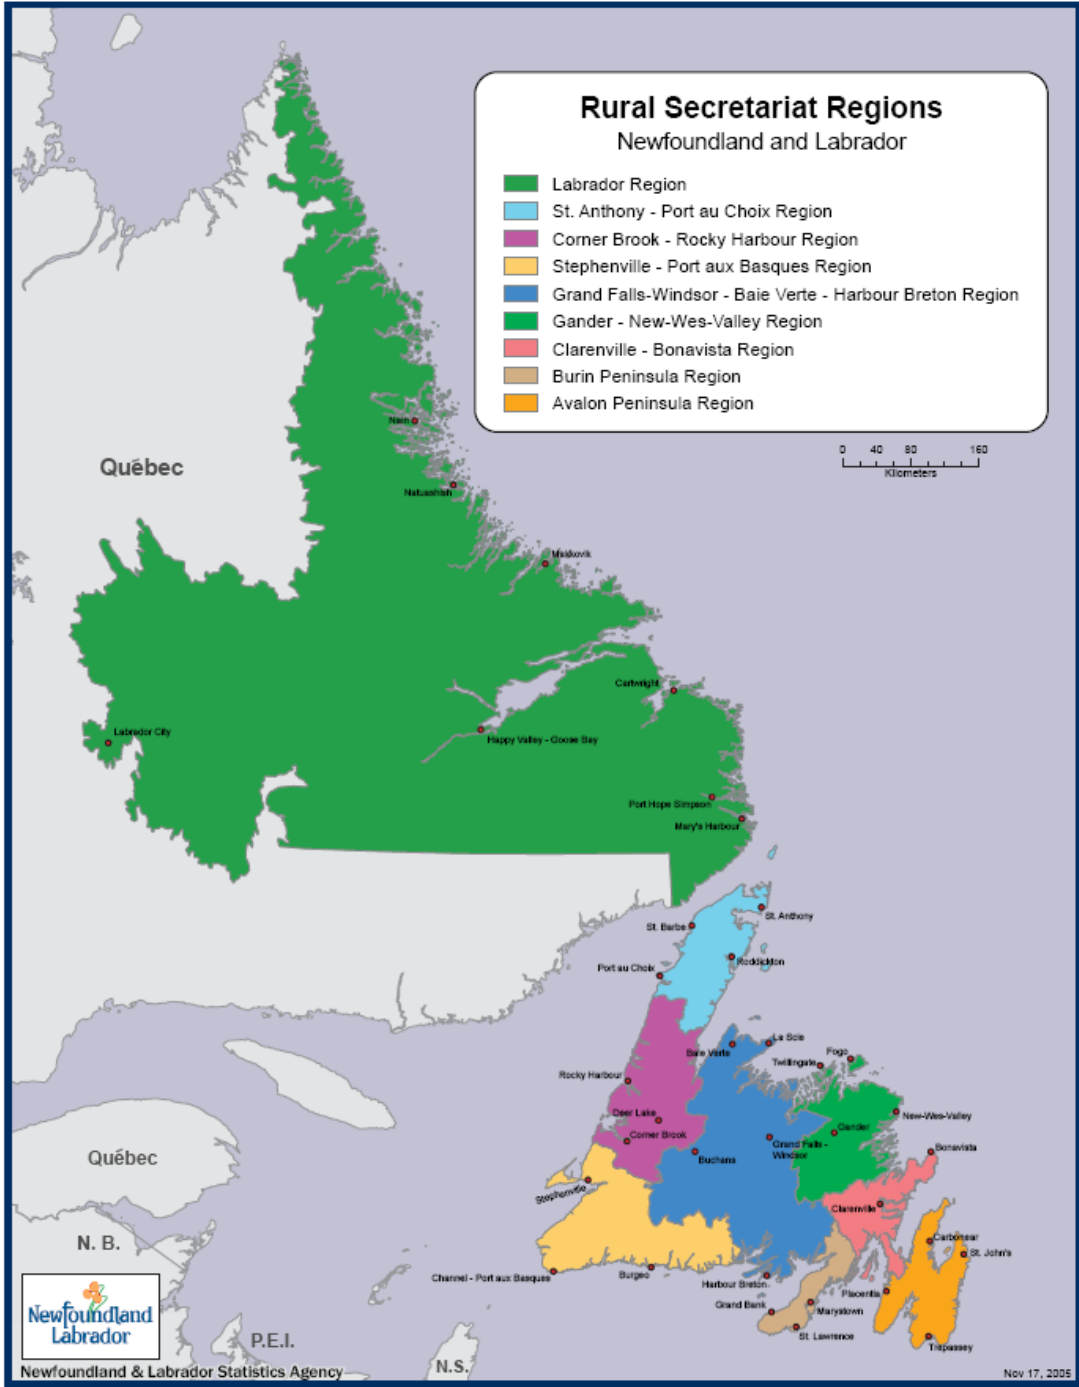 Rural Secretariat Regions
Newfoundland and Labrador
Labrador Region
St. Anthony - Port au Choix Region
Corner Brook - Rocky Harbour Region
Stephenville - Port aux Basques Region
Grand Falls-Windsor - Baie Verte - Harbour Breton Region
Gander - New-Wes-Valley Region
Clarenville - Bonavista Region
Burin Peninsula Region
Avalon Peninsula Region
0 40 80 160
Kilometers
Nain
Québec
Natuashish
Makkovik
Cartwright
Labrador City
Happy Valley - Goose Bay
Port Hope Simpson
Mary's Harbour
St. Anthony
St. Barbe
Roddickton
Port au Choix
La Scie
Baie Verte
Fogo
Twillingate
Rocky Harbour
Deer Lake
New-Wes-Valley
Gander
Corner Brook
Grand Falls -
Windsor
Bonavista
Buchans
Québec
Stephenville
Clarenville
Carbonear
St. John's
N. B.
Channel - Port aux Basques
Burgeo
Harbour Breton
Placentia
Grand Bank
Marystown
St. Lawrence
Trepassey
Newfoundland
Labrador
P.E.I.
N.S.
Newfoundland & Labrador Statistics Agency
Nov 17, 2005